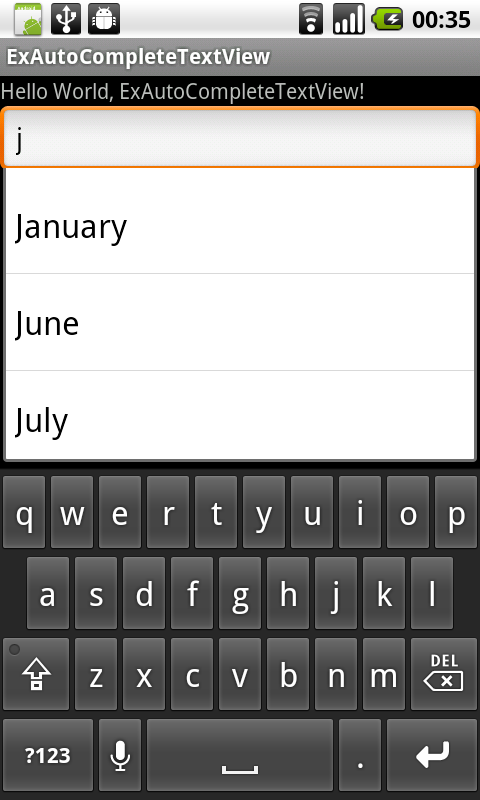 00:35
ExAutoCompleteTextView
Hello World, ExAutoCompleteTextView!
j
January
June
July
q w e r t y u i o p
a s d f g h j k l
z x c v b n m DEL
?123 .